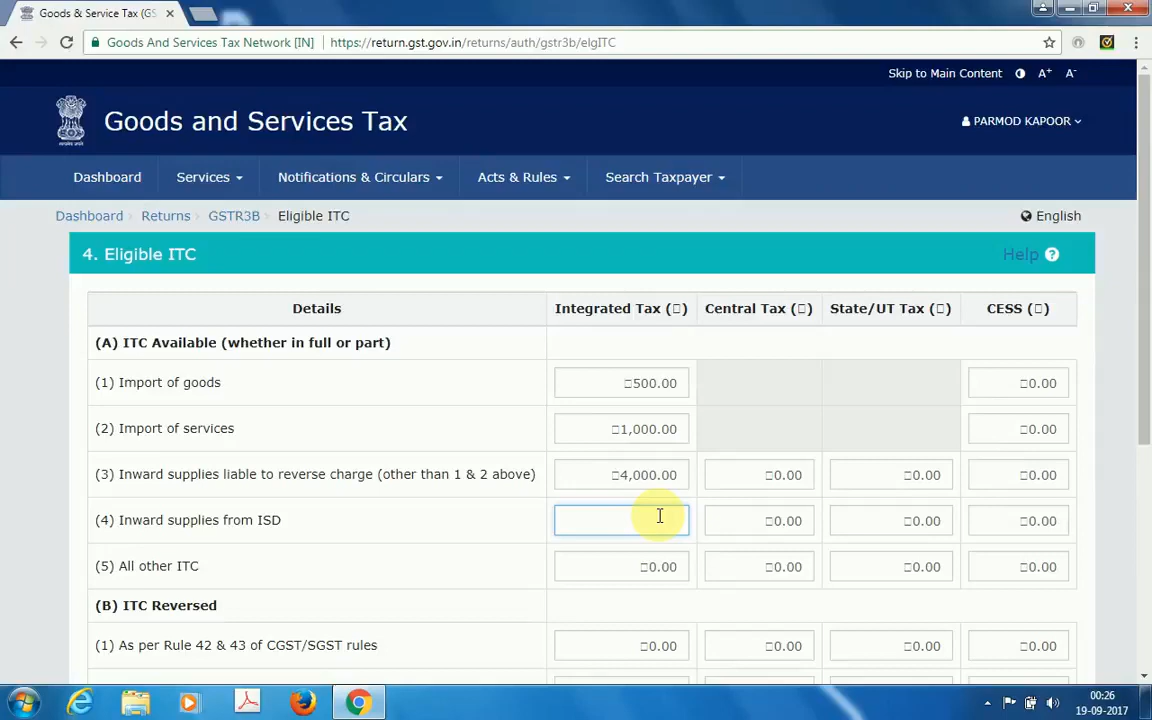 Goods & Service Tax (GS
Goods And Services Tax Network [IN] https://return.gst.gov.in/returns/auth/gstr3b/elgITC
Skip to Main Content A+ A-
Goods and Services Tax
PARMOD KAPOOR
Dashboard Services Notifications & Circulars Acts & Rules Search Taxpayer
Dashboard Returns GSTR3B Eligible ITC English
4. Eligible ITC Help ?
Details Integrated Tax (▯) Central Tax (▯) State/UT Tax (▯) CESS (▯)
(A) ITC Available (whether in full or part)
(1) Import of goods ▯500.00 ▯0.00
(2) Import of services ▯1,000.00 ▯0.00
(3) Inward supplies liable to reverse charge (other than 1 & 2 above) ▯4,000.00 ▯0.00 ▯0.00 ▯0.00
(4) Inward supplies from ISD ▯0.00 ▯0.00 ▯0.00
(5) All other ITC ▯0.00 ▯0.00 ▯0.00 ▯0.00
(B) ITC Reversed
(1) As per Rule 42 & 43 of CGST/SGST rules ▯0.00 ▯0.00 ▯0.00 ▯0.00
00:26
19-09-2017